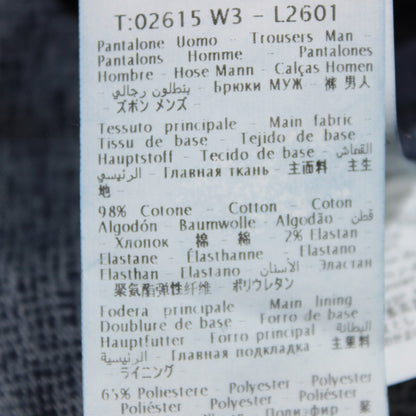 T:02615 W3 – L2601
Pantalone Uomo – Trousers Man –
Pantalons Homme – Pantalones
Hombre – Hose Mann – Calças Homen
– بنطلون رجالي – Брюки МУЖ – 裤 男人
– ズボン メンズ –
Tessuto principale – Main fabric –
Tissu de base – Tejido de base –
Hauptstoff – Tecido de base – القماش
الرئيسي – Главная ткань – 主面料 – 主生
地 –
98% Cotone – Cotton – Coton –
Algodón – Baumwolle – Algodão – قطن
– Хлопок – 棉 – 綿 – 2% Elastan –
Elastane – Élasthanne – Elastano –
Elasthan – Elastano – الأستان – Эластан –
聚氨酯弹性纤维 – ポリウレタン
Fodera principale – Main lining –
Doublure de base – Forro de base –
Hauptfutter – Forro principal – البطانة
الرئيسية – Главная подкладка – 主里料
– ライニング –
65% Poliestere – Polyester –
Poliéster – Polyester – Polyester –